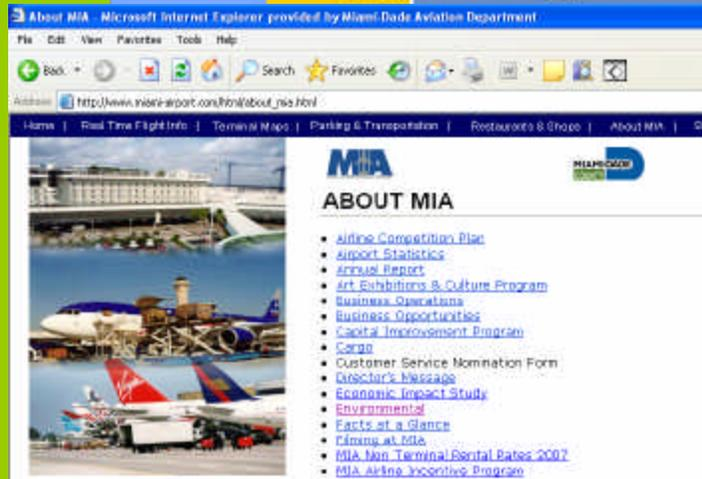 About MIA - Microsoft Internet Explorer provided by Miami-Dade Aviation Department
File Edit View Favorites Tools Help
Back Search Favorites
Address http://www.miami-airport.com/html/about_mia.html
Home | Real Time Flight Info | Terminal Maps | Parking & Transportation | Restaurants & Shops | About MIA |
MIA MIAMI-DADE COUNTY
ABOUT MIA
• Airline Competition Plan
• Airport Statistics
• Annual Report
• Art Exhibitions & Culture Program
• Business Operations
• Business Opportunities
• Capital Improvement Program
• Cargo
• Customer Service Nomination Form
• Director's Message
• Economic Impact Study
• Environmental
• Facts at a Glance
• Filming at MIA
• MIA Non Terminal Rental Rates 2007
• MIA Airline Incentive Program
Virgin